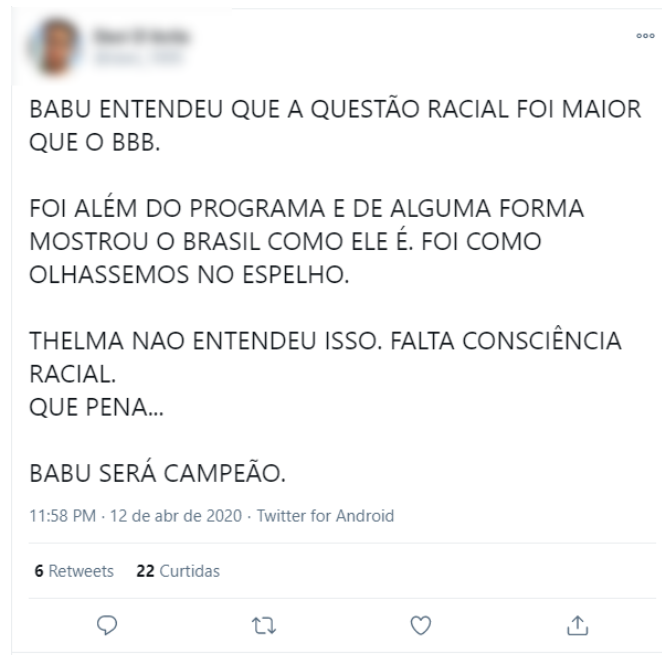 BABU ENTENDEU QUE A QUESTÃO RACIAL FOI MAIOR
QUE O BBB.
FOI ALÉM DO PROGRAMA E DE ALGUMA FORMA
MOSTROU O BRASIL COMO ELE É. FOI COMO
OLHASSEMOS NO ESPELHO.
THELMA NAO ENTENDEU ISSO. FALTA CONSCIÊNCIA
RACIAL.
QUE PENA...
BABU SERÁ CAMPEÃO.
11:58 PM · 12 de abr de 2020 · Twitter for Android
6 Retweets 22 Curtidas